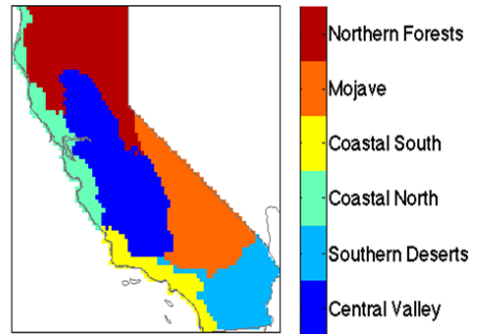 Northern Forests
Mojave
Coastal South
Coastal North
Southern Deserts
Central Valley